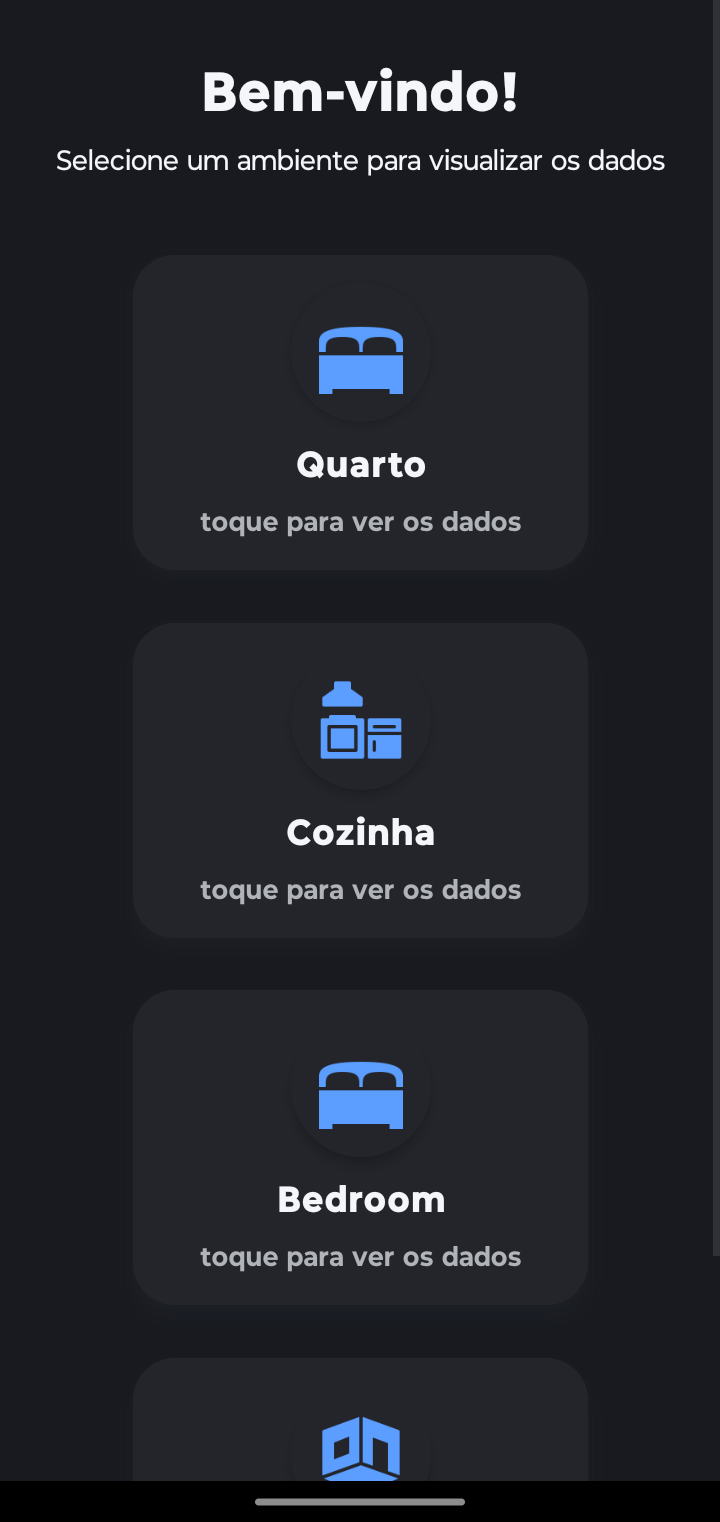 Bem-vindo!
Selecione um ambiente para visualizar os dados
Quarto
toque para ver os dados
Cozinha
toque para ver os dados
Bedroom
toque para ver os dados